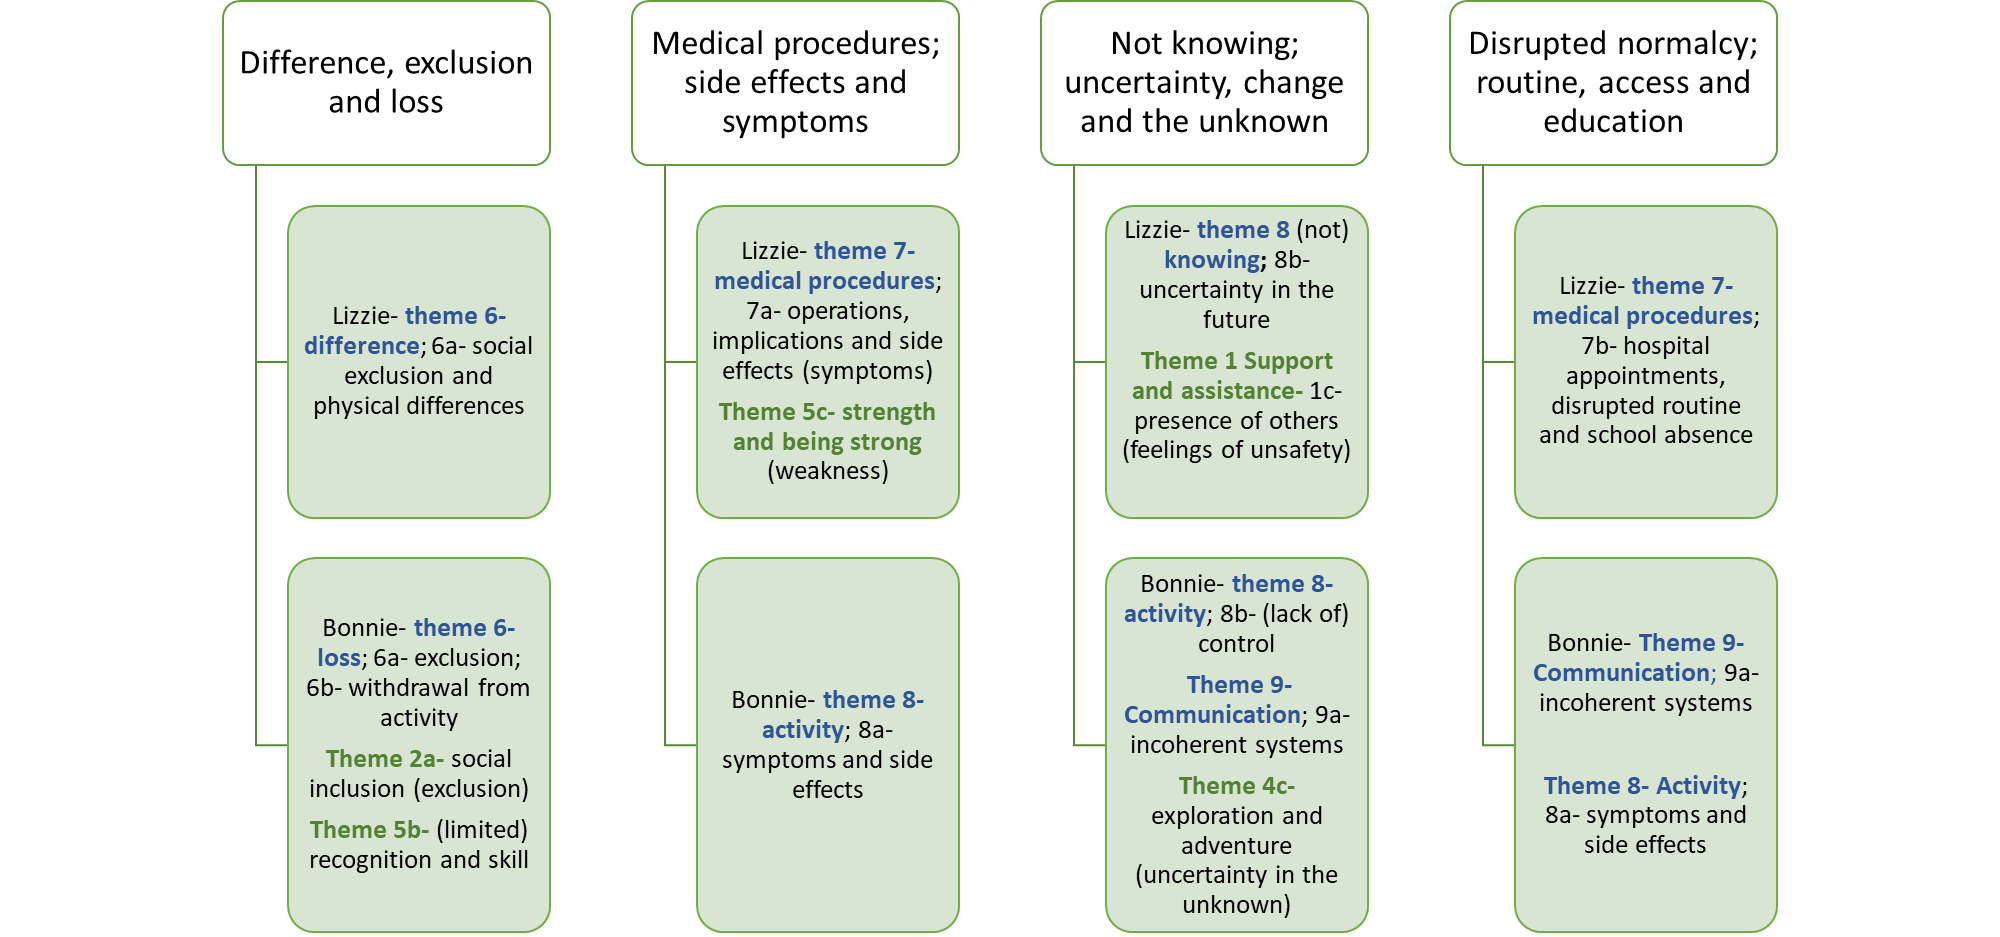 Difference, exclusion
and loss
Lizzie- theme 6-
difference; 6a- social
exclusion and
physical differences
Bonnie- theme 6-
loss; 6a- exclusion;
6b- withdrawal from
activity
Theme 2a- social
inclusion (exclusion)
Theme 5b- (limited)
recognition and skill
Medical procedures;
side effects and
symptoms
Lizzie- theme 7-
medical procedures;
7a- operations,
implications and side
effects (symptoms)
Theme 5c- strength
and being strong
(weakness)
Bonnie- theme 8-
activity; 8a-
symptoms and side
effects
Not knowing;
uncertainty, change
and the unknown
Lizzie- theme 8 (not)
knowing; 8b-
uncertainty in the
future
Theme 1 Support
and assistance- 1c-
presence of others
(feelings of unsafety)
Bonnie- theme 8-
activity; 8b- (lack of)
control
Theme 9-
Communication; 9a-
incoherent systems
Theme 4c-
exploration and
adventure
(uncertainty in the
unknown)
Disrupted normalcy;
routine, access and
education
Lizzie- theme 7-
medical procedures;
7b- hospital
appointments,
disrupted routine
and school absence
Bonnie- Theme 9-
Communication; 9a-
incoherent systems
Theme 8- Activity;
8a- symptoms and
side effects